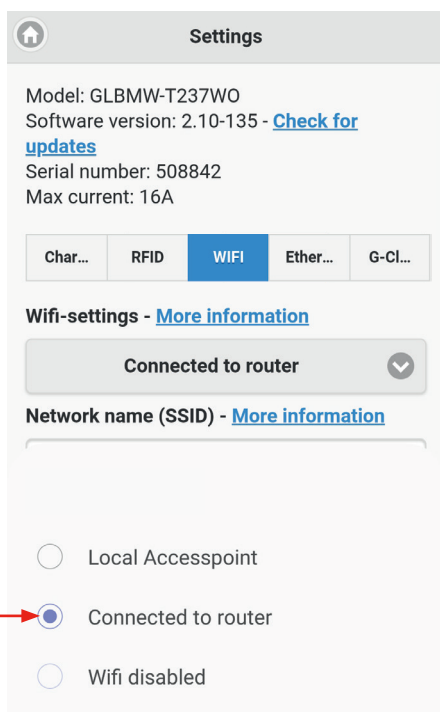 Settings
Model: GLBMW-T237WO
Software version: 2.10-135 - Check for
updates
Serial number: 508842
Max current: 16A
Char... RFID WIFI Ether... G-Cl...
Wifi-settings - More information
Connected to router
Network name (SSID) - More information
Local Accesspoint
Connected to router
Wifi disabled